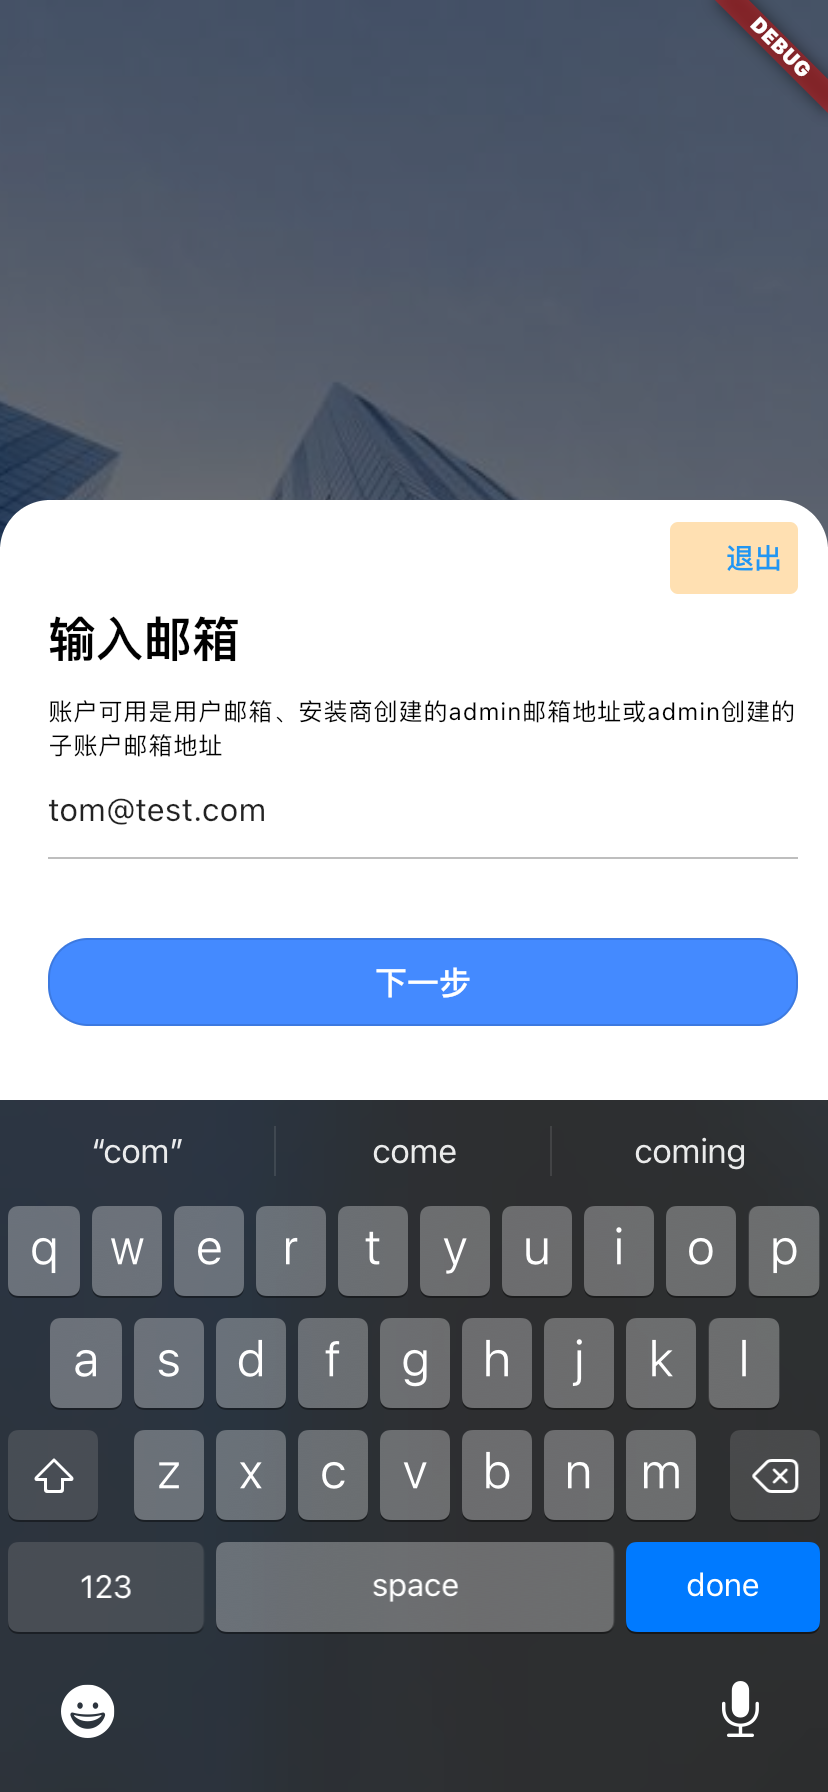 DEBUG
退出
输入邮箱
账户可用是用户邮箱、安装商创建的admin邮箱地址或admin创建的
子账户邮箱地址
tom@test.com
下一步
“com” come coming
q w e r t y u i o p
a s d f g h j k l
z x c v b n m
123 space done